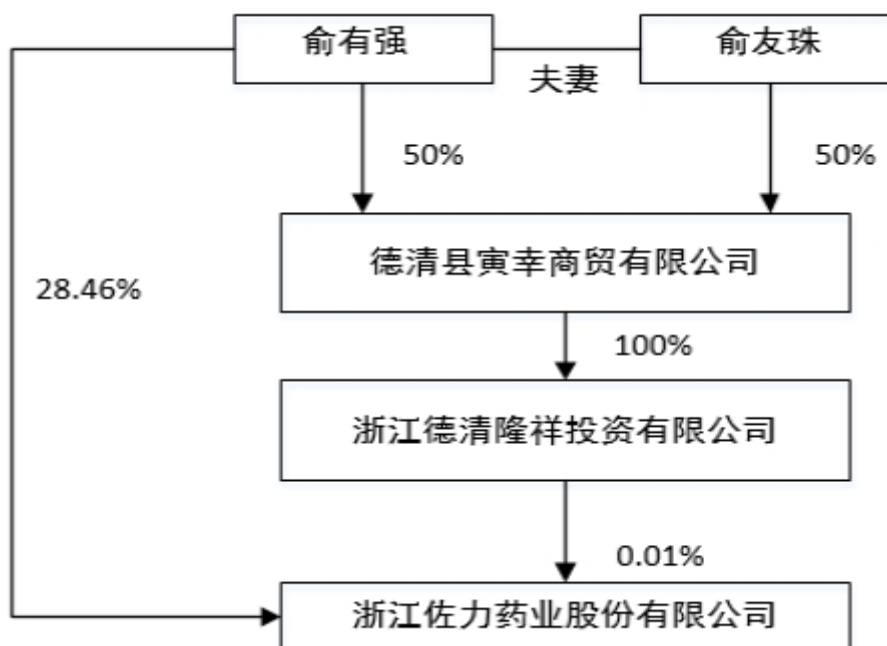 俞有强
俞友珠
夫妻
50%
50%
德清县寅幸商贸有限公司
28.46%
100%
浙江德清隆祥投资有限公司
0.01%
浙江佐力药业股份有限公司